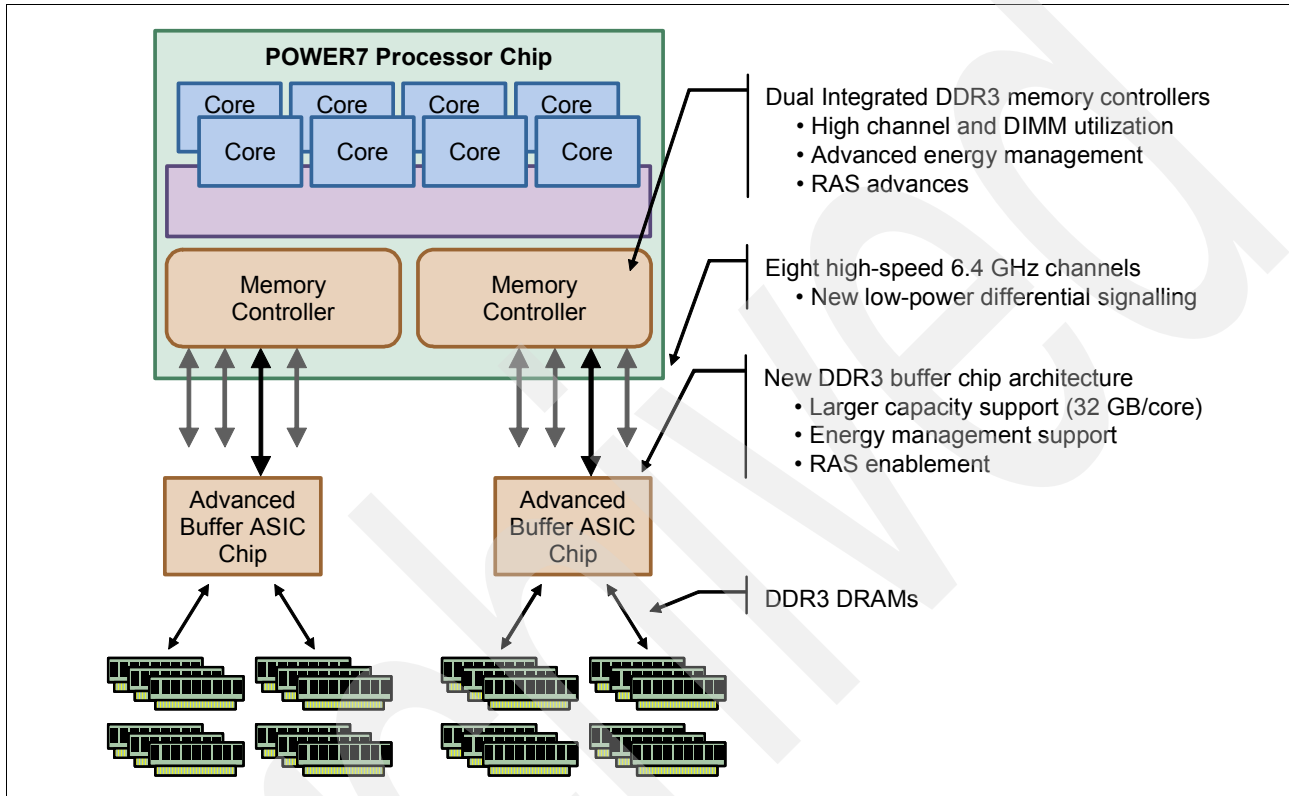 POWER7 Processor Chip
Core Core Core Core
Core Core Core Core
Memory
Controller
Memory
Controller
Advanced
Buffer ASIC
Chip
Advanced
Buffer ASIC
Chip
Dual Integrated DDR3 memory controllers
• High channel and DIMM utilization
• Advanced energy management
• RAS advances
Eight high-speed 6.4 GHz channels
• New low-power differential signalling
New DDR3 buffer chip architecture
• Larger capacity support (32 GB/core)
• Energy management support
• RAS enablement
DDR3 DRAMs
hived